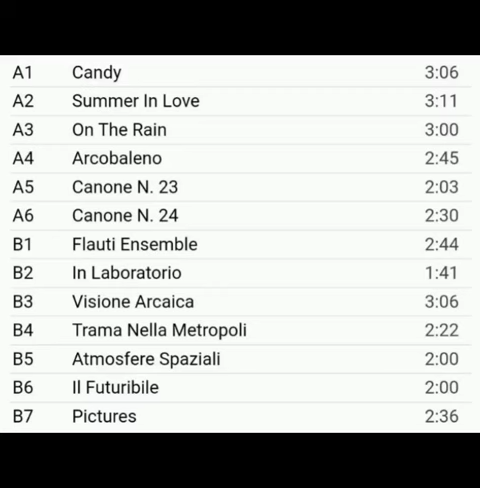 A1 Candy 3:06
A2 Summer In Love 3:11
A3 On The Rain 3:00
A4 Arcobaleno 2:45
A5 Canone N. 23 2:03
A6 Canone N. 24 2:30
B1 Flauti Ensemble 2:44
B2 In Laboratorio 1:41
B3 Visione Arcaica 3:06
B4 Trama Nella Metropoli 2:22
B5 Atmosfere Spaziali 2:00
B6 Il Futuribile 2:00
B7 Pictures 2:36